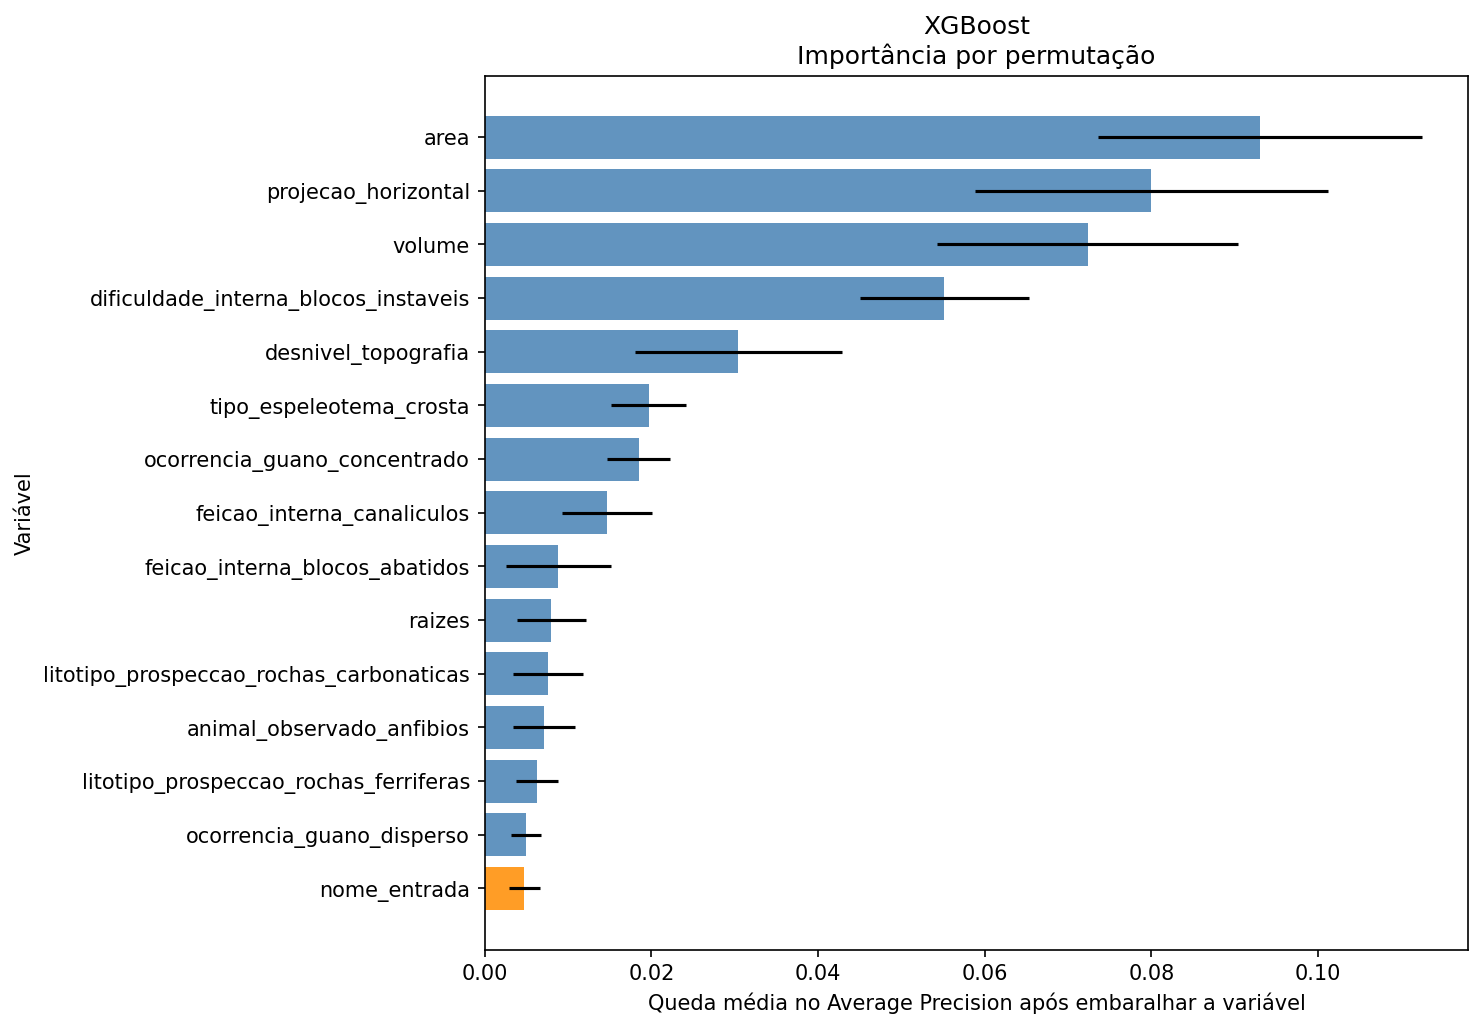 XGBoost
Importância por permutação
Variável
area
projecao_horizontal
volume
dificuldade_interna_blocos_instaveis
desnivel_topografia
tipo_espeleotema_crosta
ocorrencia_guano_concentrado
feicao_interna_canaliculos
feicao_interna_blocos_abatidos
raizes
litotipo_prospeccao_rochas_carbonaticas
animal_observado_anfibios
litotipo_prospeccao_rochas_ferriferas
ocorrencia_guano_disperso
nome_entrada
0.00 0.02 0.04 0.06 0.08 0.10
Queda média no Average Precision após embaralhar a variável